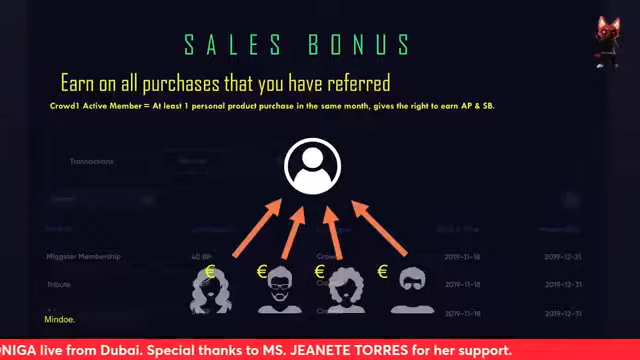 SALES BONUS
Earn on all purchases that you have referred
Crowd1 Active Member = At least 1 personal product purchase in the same month, gives the right to earn AP & SB.
Transactions
Miggster Membership 40 BP 2019-11-18 2019-12-31
€ € € €
Tribute 2019-11-18 2019-12-31
2019-11-18 2019-12-31
Mindoe.
ONIGA live from Dubai. Special thanks to MS. JEANETE TORRES for her support.